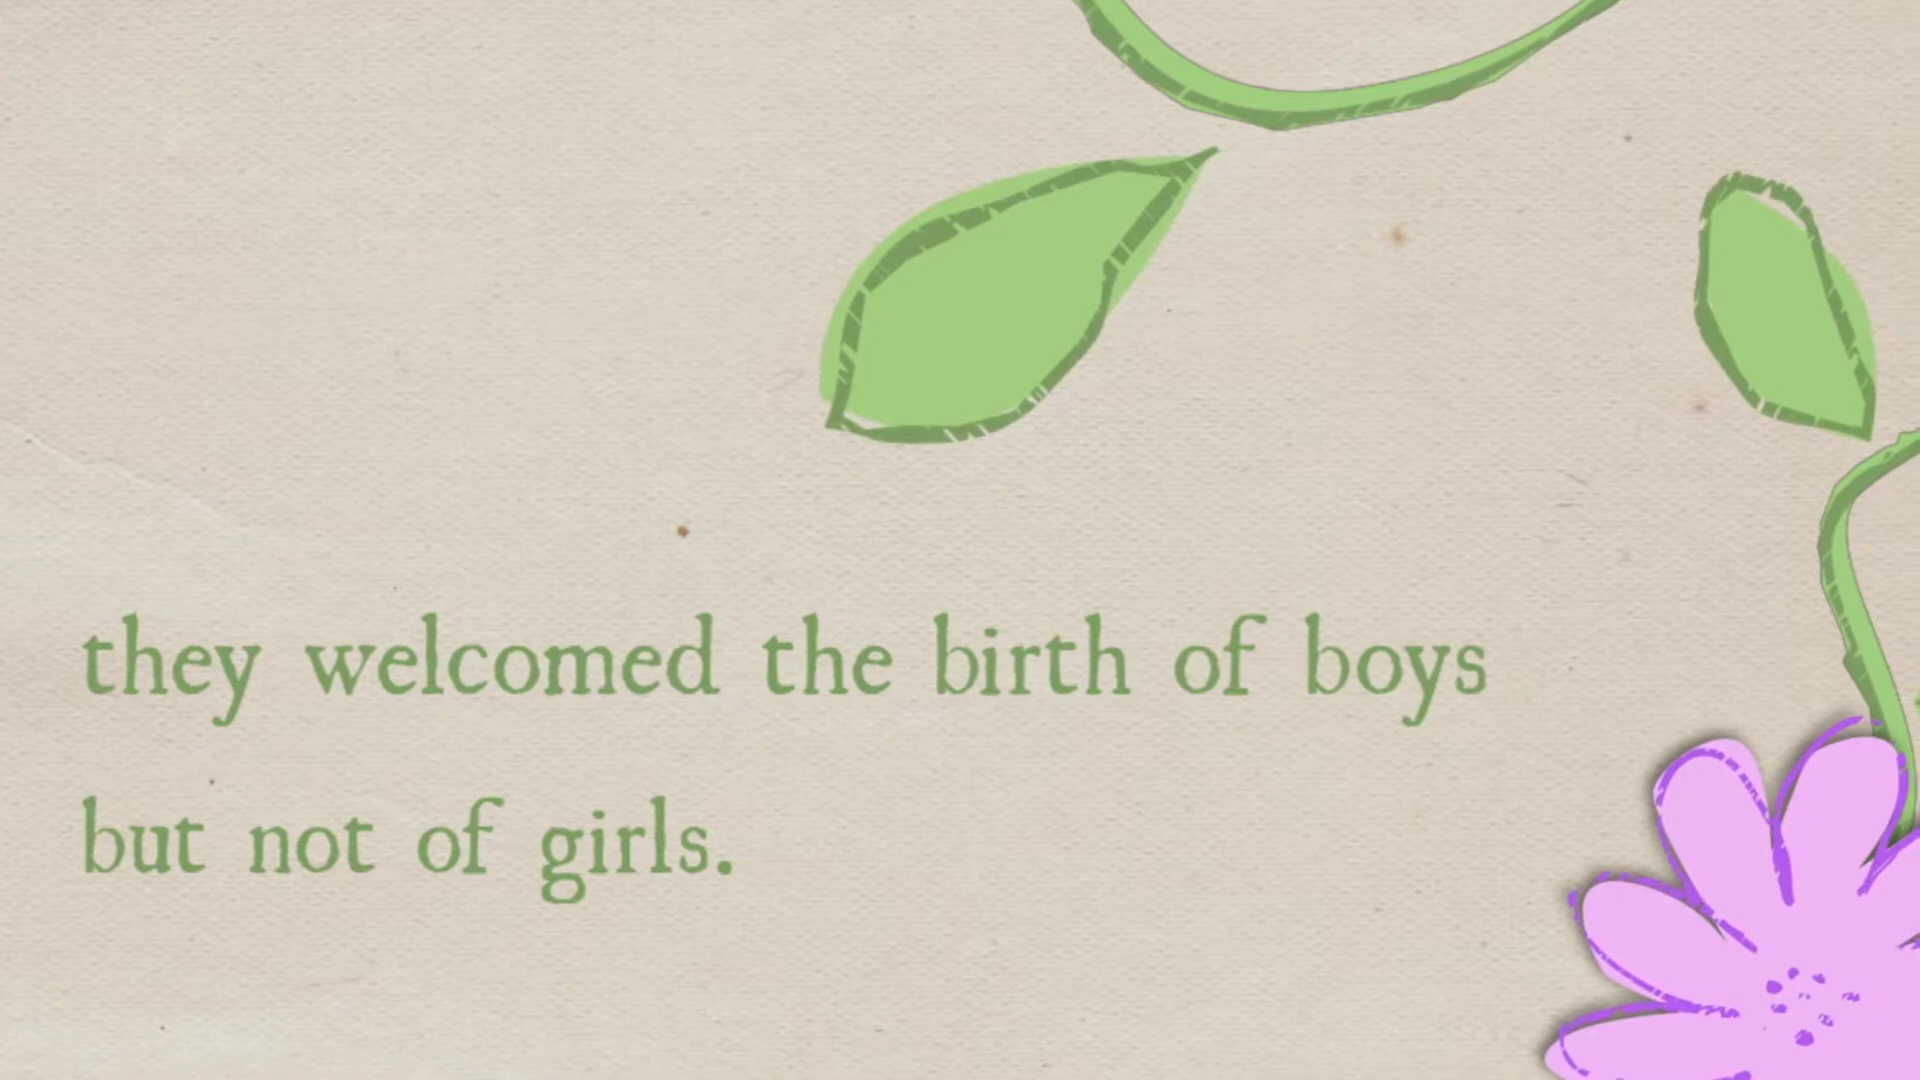 they welcomed the birth of boys
but not of girls.